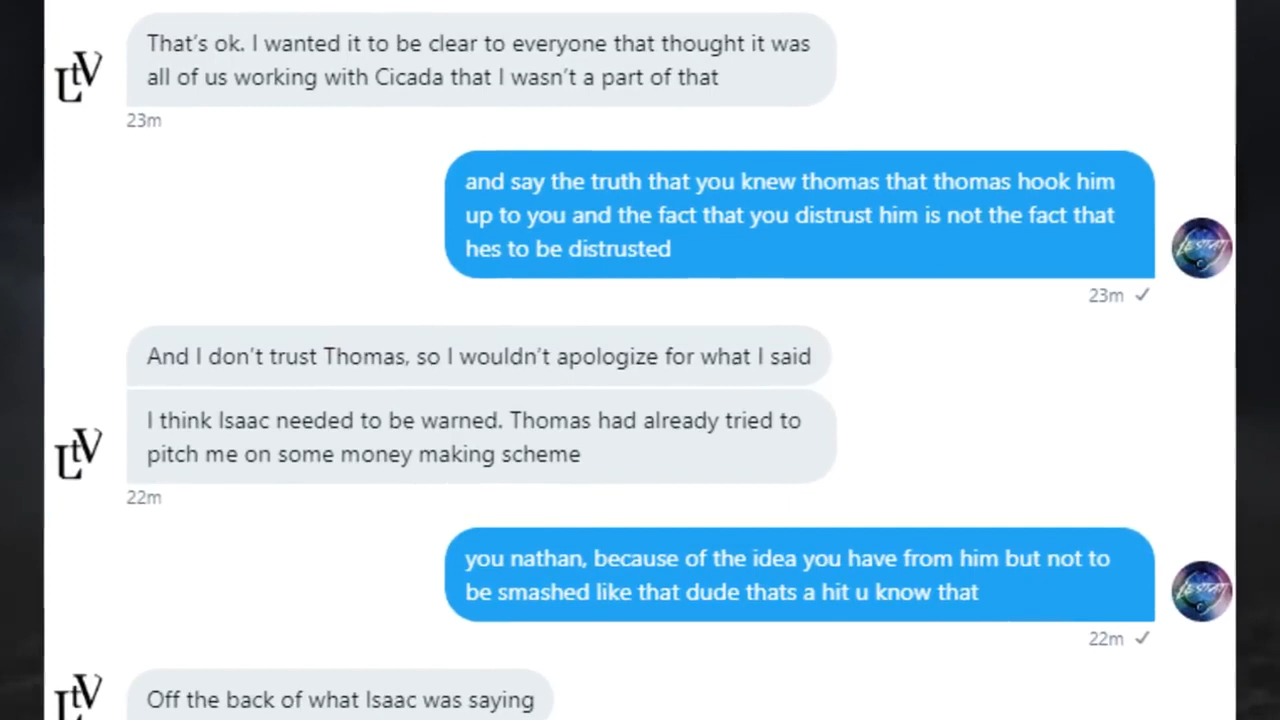 That's ok. I wanted it to be clear to everyone that thought it was
all of us working with Cicada that I wasn't a part of that
LtV
23m
and say the truth that you knew thomas that thomas hook him
up to you and the fact that you distrust him is not the fact that
hes to be distrusted
LESTAT
23m ✓
And I don't trust Thomas, so I wouldn't apologize for what I said
I think Isaac needed to be warned. Thomas had already tried to
pitch me on some money making scheme
LtV
22m
you nathan, because of the idea you have from him but not to
be smashed like that dude thats a hit u know that
LESTAT
22m ✓
Off the back of what Isaac was saying
LtV